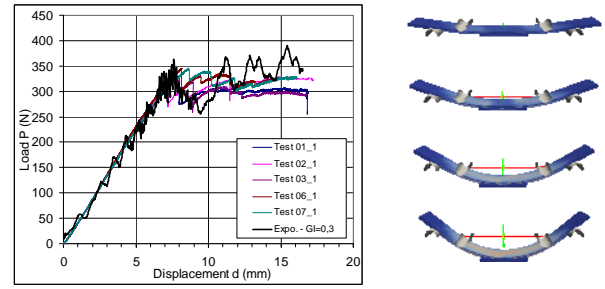 450
400
350
300
250
200
150
100
50
0
Load P (N)
Test 01_1
Test 02_1
Test 03_1
Test 06_1
Test 07_1
Expo. - GI=0,3
0 5 10 15 20
Displacement d (mm)